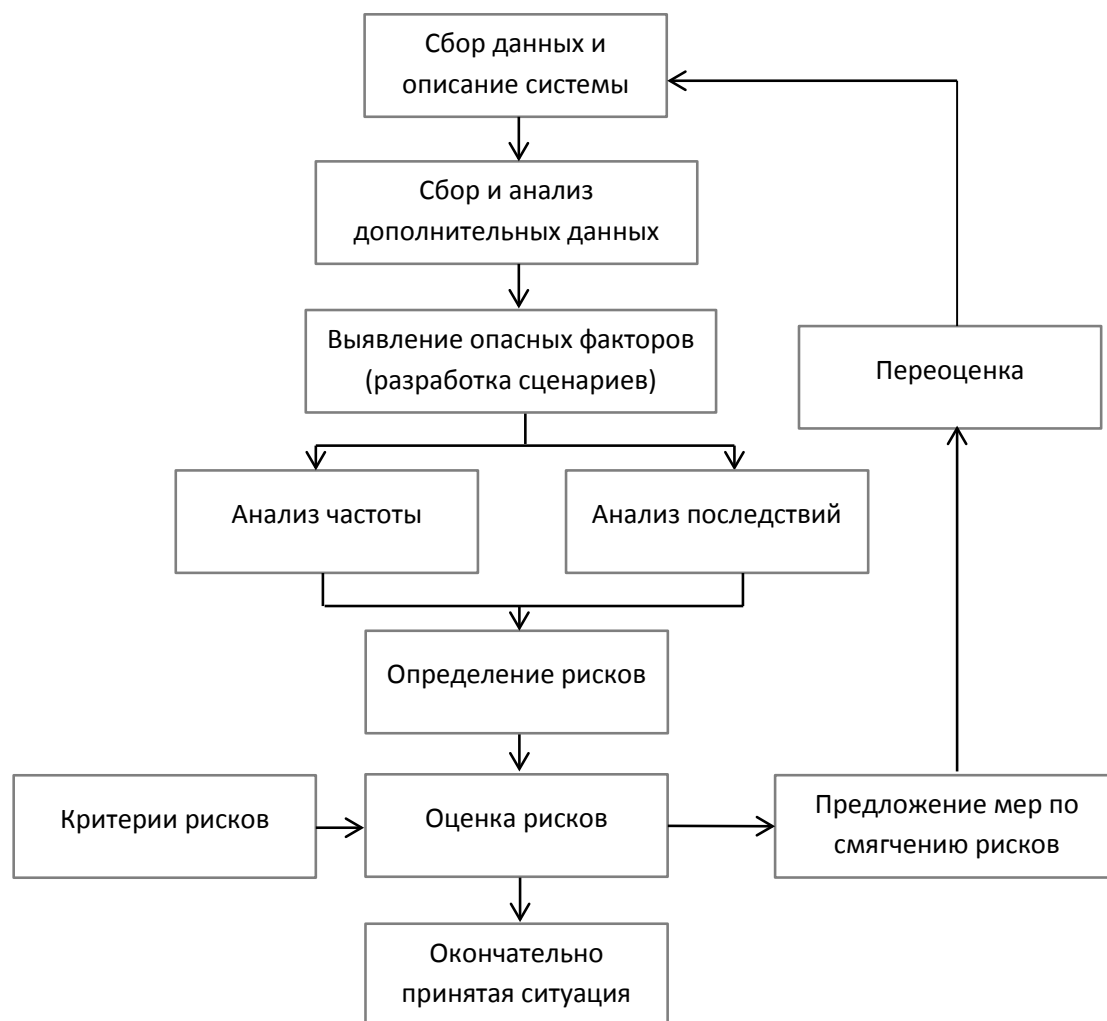 Сбор данных и
описание системы
Сбор и анализ
дополнительных данных
Выявление опасных факторов
(разработка сценариев)
Переоценка
Анализ частоты
Анализ последствий
Определение рисков
Критерии рисков
Оценка рисков
Предложение мер по
смягчению рисков
Окончательно
принятая ситуация